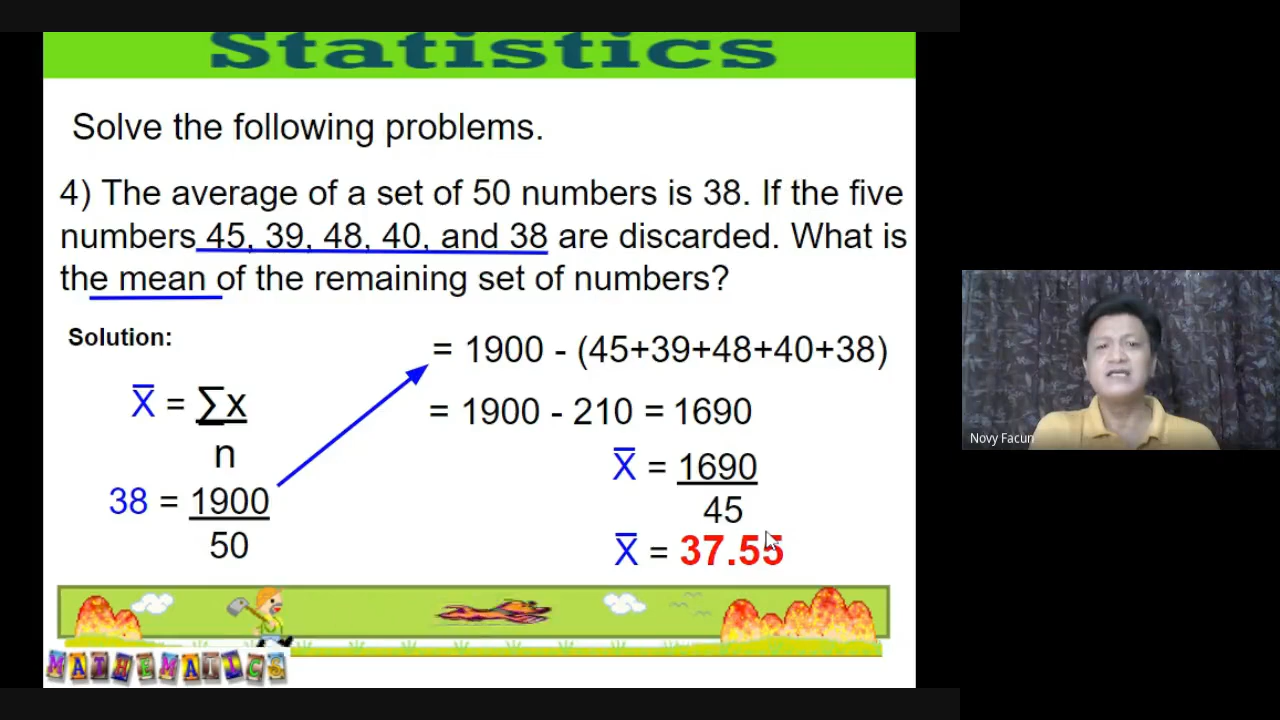 Statistics
Solve the following problems.
4) The average of a set of 50 numbers is 38. If the five
numbers 45, 39, 48, 40, and 38 are discarded. What is
the mean of the remaining set of numbers?
Solution:
X̅ = ∑x
n
38 = 1900
50
= 1900 - (45+39+48+40+38)
= 1900 - 210 = 1690
X̅ = 1690
45
X̅ = 37.55
MATHEMATICS
Novy Facun